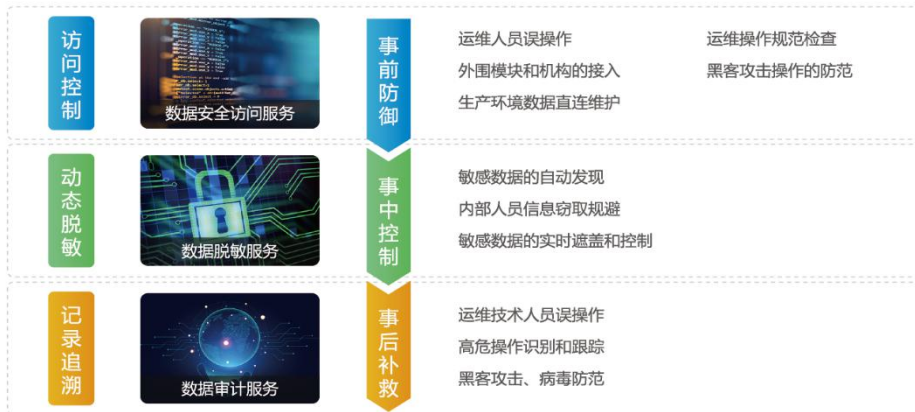 访问控制
数据安全访问服务
事前防御
运维人员误操作
运维操作规范检查
外围模块和机构的接入
黑客攻击操作的防范
生产环境数据直连维护
动态脱敏
数据脱敏服务
事中控制
敏感数据的自动发现
内部人员信息窃取规避
敏感数据的实时遮盖和控制
记录追溯
数据审计服务
事后补救
运维技术人员误操作
高危操作识别和跟踪
黑客攻击、病毒防范